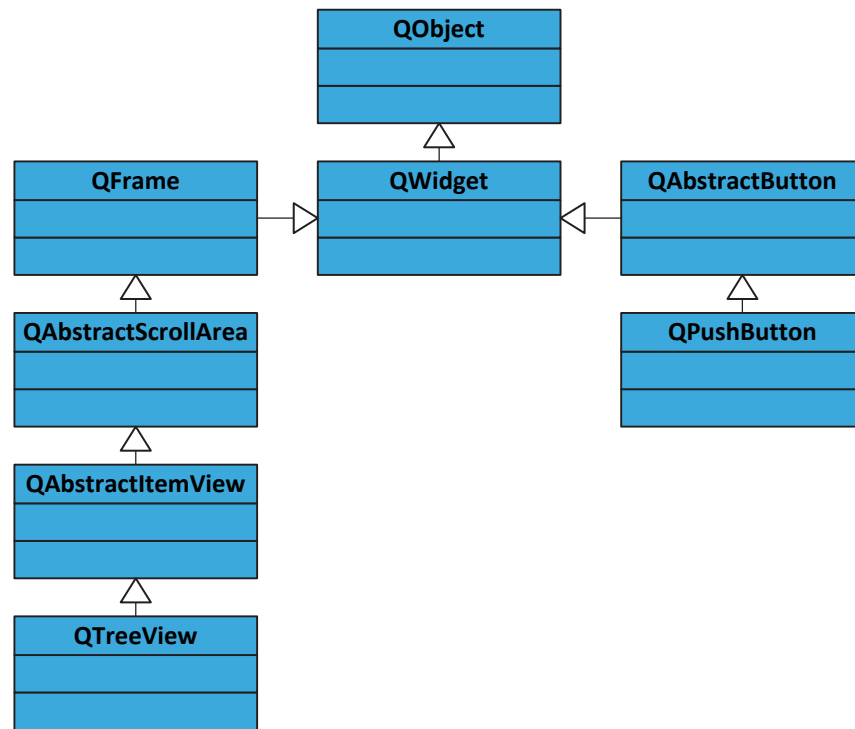 QObject
QFrame
QWidget
QAbstractButton
QAbstractScrollArea
QPushButton
QAbstractItemView
QTreeView